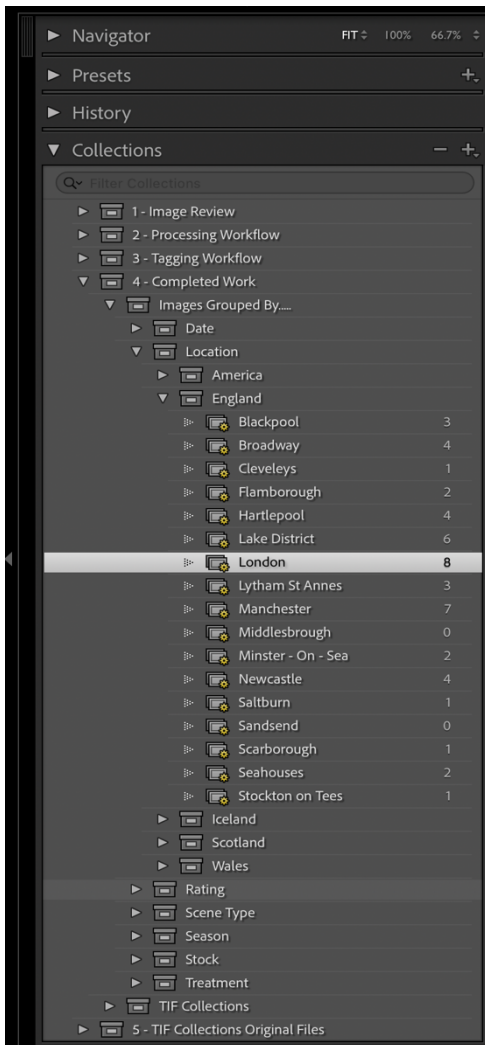 Navigator FIT 100% 66.7%
Presets
History
Collections
Filter Collections
1 - Image Review
2 - Processing Workflow
3 - Tagging Workflow
4 - Completed Work
Images Grouped By.....
Date
Location
America
England
Blackpool 3
Broadway 4
Cleveleys 1
Flamborough 2
Hartlepool 4
Lake District 6
London 8
Lytham St Annes 3
Manchester 7
Middlesbrough 0
Minster - On - Sea 2
Newcastle 4
Saltburn 1
Sandsend 0
Scarborough 1
Seahouses 2
Stockton on Tees 1
Iceland
Scotland
Wales
Rating
Scene Type
Season
Stock
Treatment
TIF Collections
5 - TIF Collections Original Files